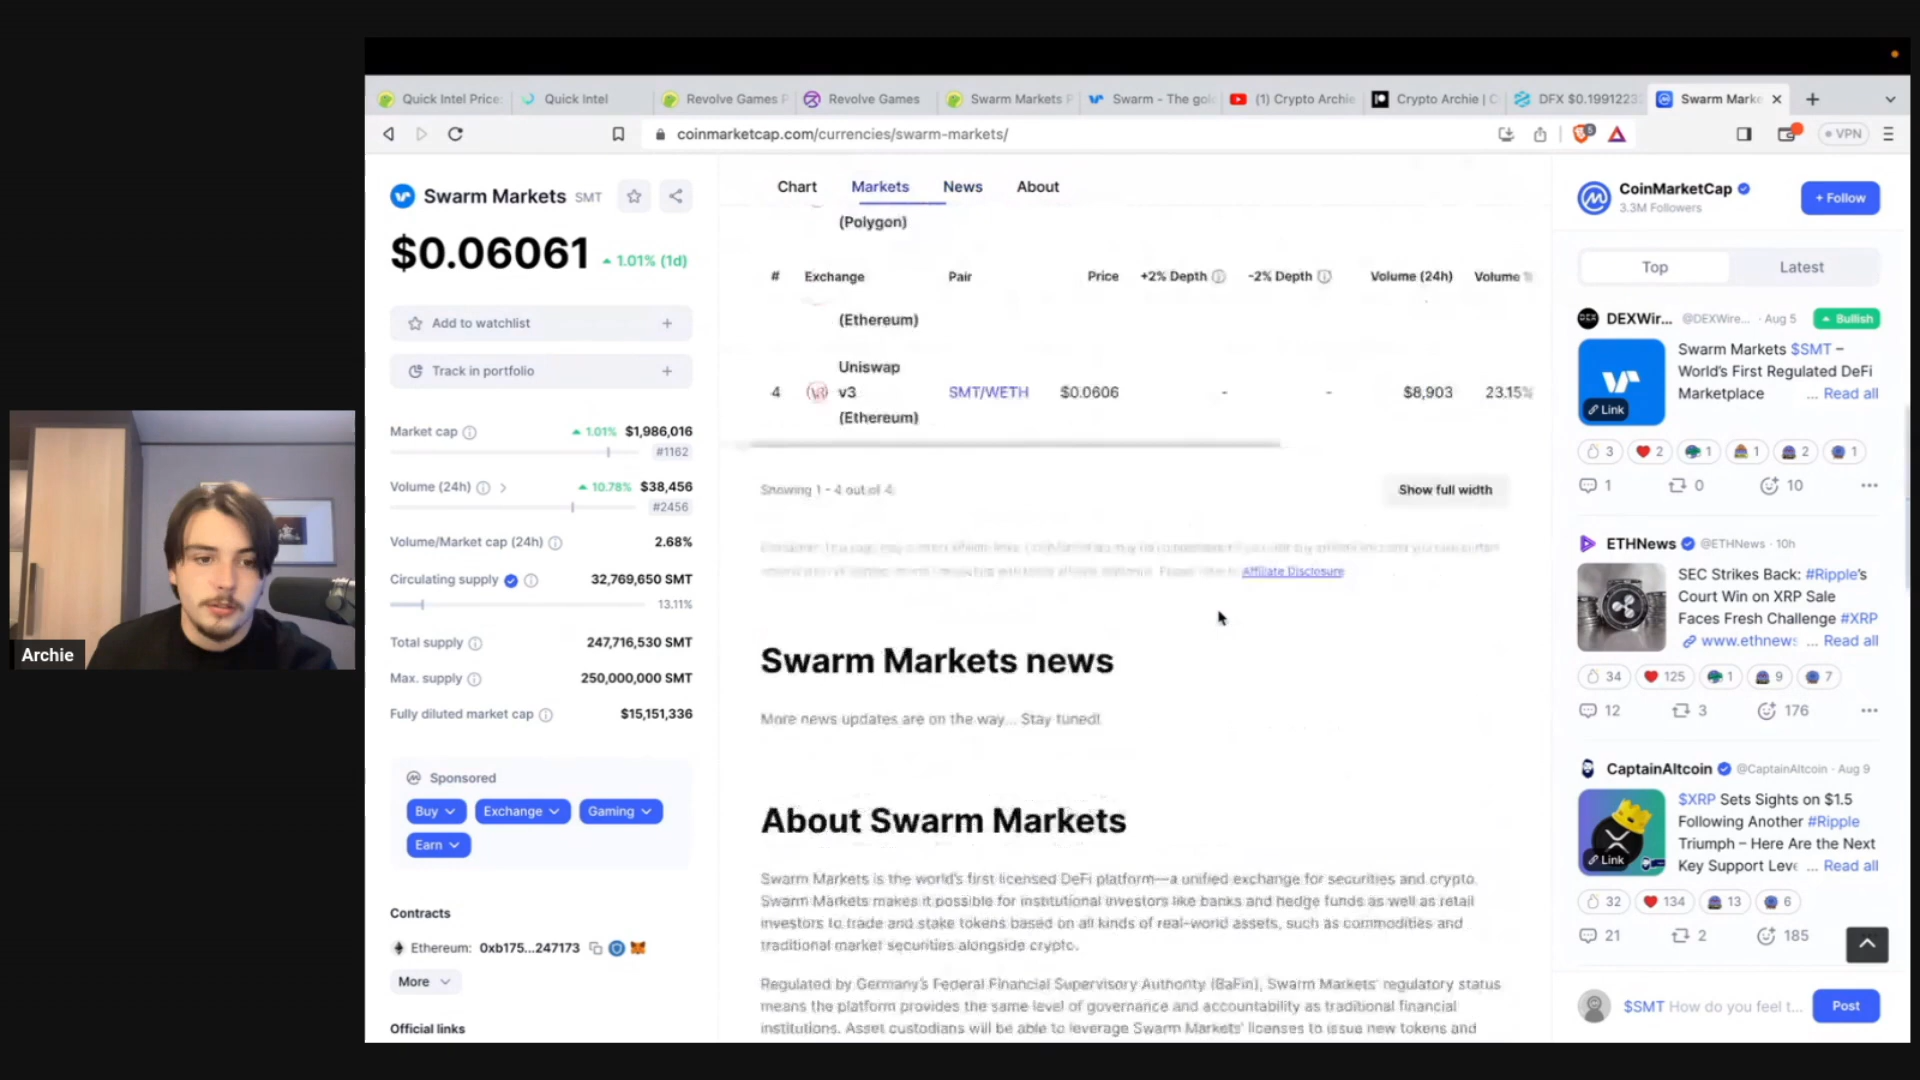 Quick Intel Price:
Quick Intel
Revolve Games P
Revolve Games
Swarm Markets P
Swarm - The gol
(1) Crypto Archie
Crypto Archie | C
DFX $0.1991223
Swarm Marke
coinmarketcap.com/currencies/swarm-markets/
VPN
Swarm Markets SMT
$0.06061
1.01% (1d)
Add to watchlist
Track in portfolio
Market cap 1.01% $1,986,016
#1162
Volume (24h) 10.78% $38,456
#2456
Volume/Market cap (24h) 2.68%
Circulating supply 32,769,650 SMT
13.11%
Total supply 247,716,530 SMT
Max. supply 250,000,000 SMT
Fully diluted market cap $15,151,336
Sponsored
Buy Exchange Gaming
Earn
Contracts
Ethereum: 0xb175...247173
More
Official links
Chart Markets News About
(Polygon)
# Exchange Pair Price +2% Depth -2% Depth Volume (24h) Volume %
(Ethereum)
Uniswap
4 v3 SMT/WETH $0.0606 - - $8,903 23.15%
(Ethereum)
Showing 1 - 4 out of 4
Show full width
Affiliate Disclosure
Swarm Markets news
More news updates are on the way... Stay tuned!
About Swarm Markets
Swarm Markets is the world's first licensed DeFi platform—a unified exchange for securities and crypto.
Swarm Markets makes it possible for institutional investors like banks and hedge funds as well as retail
investors to trade and stake tokens based on all kinds of real-world assets, such as commodities and
traditional market securities alongside crypto.
Regulated by Germany's Federal Financial Supervisory Authority (BaFin), Swarm Markets' regulatory status
means the platform provides the same level of governance and accountability as traditional financial
institutions. Asset custodians will be able to leverage Swarm Markets' licenses to issue new tokens and
CoinMarketCap
3.3M Followers
+ Follow
Top
Latest
DEXWir... @DEXWire... · Aug 5 Bullish
Swarm Markets $SMT –
World's First Regulated DeFi
Marketplace ... Read all
Link
3 2 1 1 2 1
1 0 10
ETHNews @ETHNews · 10h
SEC Strikes Back: #Ripple's
Court Win on XRP Sale
Faces Fresh Challenge #XRP
www.ethnews ... Read all
34 125 1 9 7
12 3 176
CaptainAltcoin @CaptainAltcoin · Aug 9
$XRP Sets Sights on $1.5
Following Another #Ripple
Triumph – Here Are the Next
Key Support Leve ... Read all
Link
32 134 13 6
21 2 185
$SMT How do you feel t...
Post
Archie